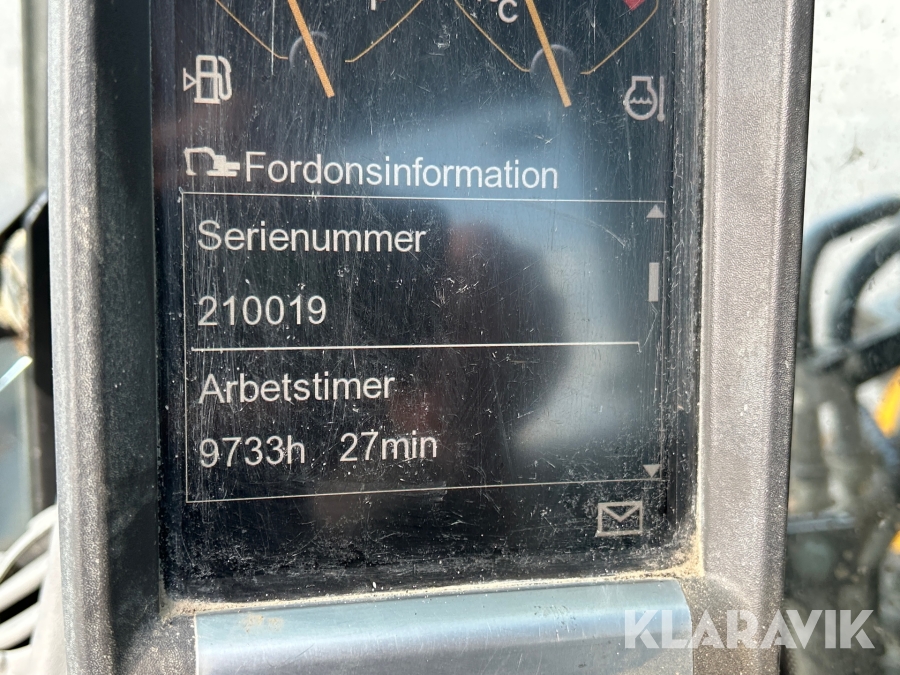 °C
Fordonsinformation
Serienummer
210019
Arbetstimer
9733h 27min
KLARAVIK